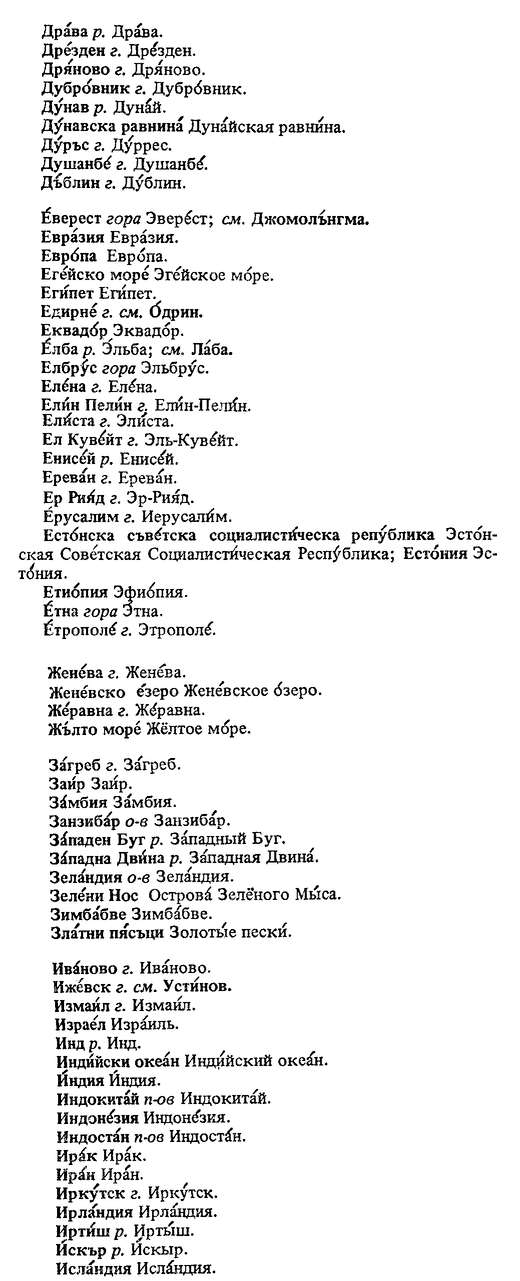 Дра́ва р. Дра́ва.
Дре́зден г. Дре́зден.
Дря́ново г. Дря́ново.
Дубро́вник г. Дубро́вник.
Ду́нав р. Дуна́й.
Ду́навска равнина́ Дуна́йская равни́на.
Ду́ръс г. Ду́ррес.
Душанбе́ г. Душанбе́.
Дъ́блин г. Ду́блин.
Е́верест гора Эвере́ст; см. Джомолъ́нгма.
Евра́зия Евра́зия.
Евро́па Евро́па.
Еге́йско море́ Эге́йское мо́ре.
Еги́пет Еги́пет.
Едирне́ г. см. О́дрин.
Еквадо́р Эквадо́р.
Е́лба р. Э́льба; см. Ла́ба.
Елбру́с гора Эльбру́с.
Еле́на г. Еле́на.
Ели́н Пели́н г. Ели́н-Пели́н.
Ели́ста г. Эли́ста.
Ел Куве́йт г. Эль-Куве́йт.
Енисе́й р. Енисе́й.
Ерева́н г. Ерева́н.
Ер Рия́д г. Эр-Рия́д.
Е́русалим г. Иерусали́м.
Есто́нска съве́тска социалисти́ческа репу́блика Эсто́н-
ская Сове́тская Социалисти́ческая Респу́блика; Есто́ния Эс-
то́ния.
Етио́пия Эфио́пия.
Е́тна гора Э́тна.
Е́трополе́ г. Этрополе́.
Жене́ва г. Жене́ва.
Жене́вско е́зеро Жене́вское о́зеро.
Же́равна г. Же́равна.
Жъ́лто море́ Жёлтое мо́ре.
За́греб г. За́греб.
Заи́р Заи́р.
За́мбия За́мбия.
Занзиба́р о-в Занзиба́р.
За́паден Буг р. За́падный Буг.
За́падна Дви́на р. За́падная Двина́.
Зела́ндия о-в Зела́ндия.
Зеле́ни Нос Острова́ Зелёного Мы́са.
Зимба́бве Зимба́бве.
Зла́тни пя́съци Золоты́е пески́.
Ива́ново г. Ива́ново.
Иже́вск г. см. Усти́нов.
Измаи́л г. Измаи́л.
Израе́л Изра́иль.
Инд р. Инд.
Инди́йски океа́н Инди́йский океа́н.
И́ндия И́ндия.
Индокита́й п-ов Индокита́й.
Индоне́зия Индоне́зия.
Индоста́н п-ов Индоста́н.
Ира́к Ира́к.
Ира́н Ира́н.
Ирку́тск г. Ирку́тск.
Ирла́ндия Ирла́ндия.
Ирти́ш р. Ирты́ш.
И́скър р. И́скыр.
Исла́ндия Исла́ндия.